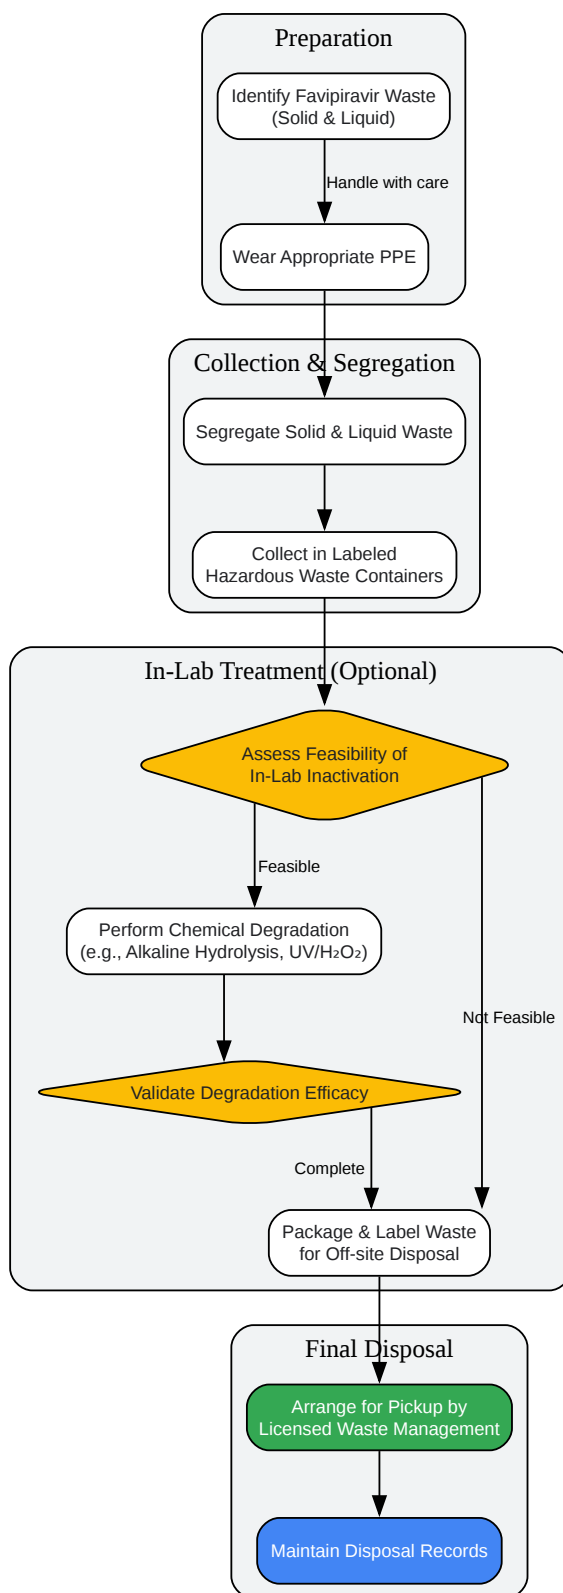 Preparation
Identify Favipiravir Waste
(Solid & Liquid)
Handle with care
Wear Appropriate PPE
Collection & Segregation
Segregate Solid & Liquid Waste
Collect in Labeled
Hazardous Waste Containers
In-Lab Treatment (Optional)
Assess Feasibility of
In-Lab Inactivation
Feasible
Perform Chemical Degradation
(e.g., Alkaline Hydrolysis, UV/H₂O₂)
Not Feasible
Validate Degradation Efficacy
Complete
Package & Label Waste
for Off-site Disposal
Final Disposal
Arrange for Pickup by
Licensed Waste Management
Maintain Disposal Records